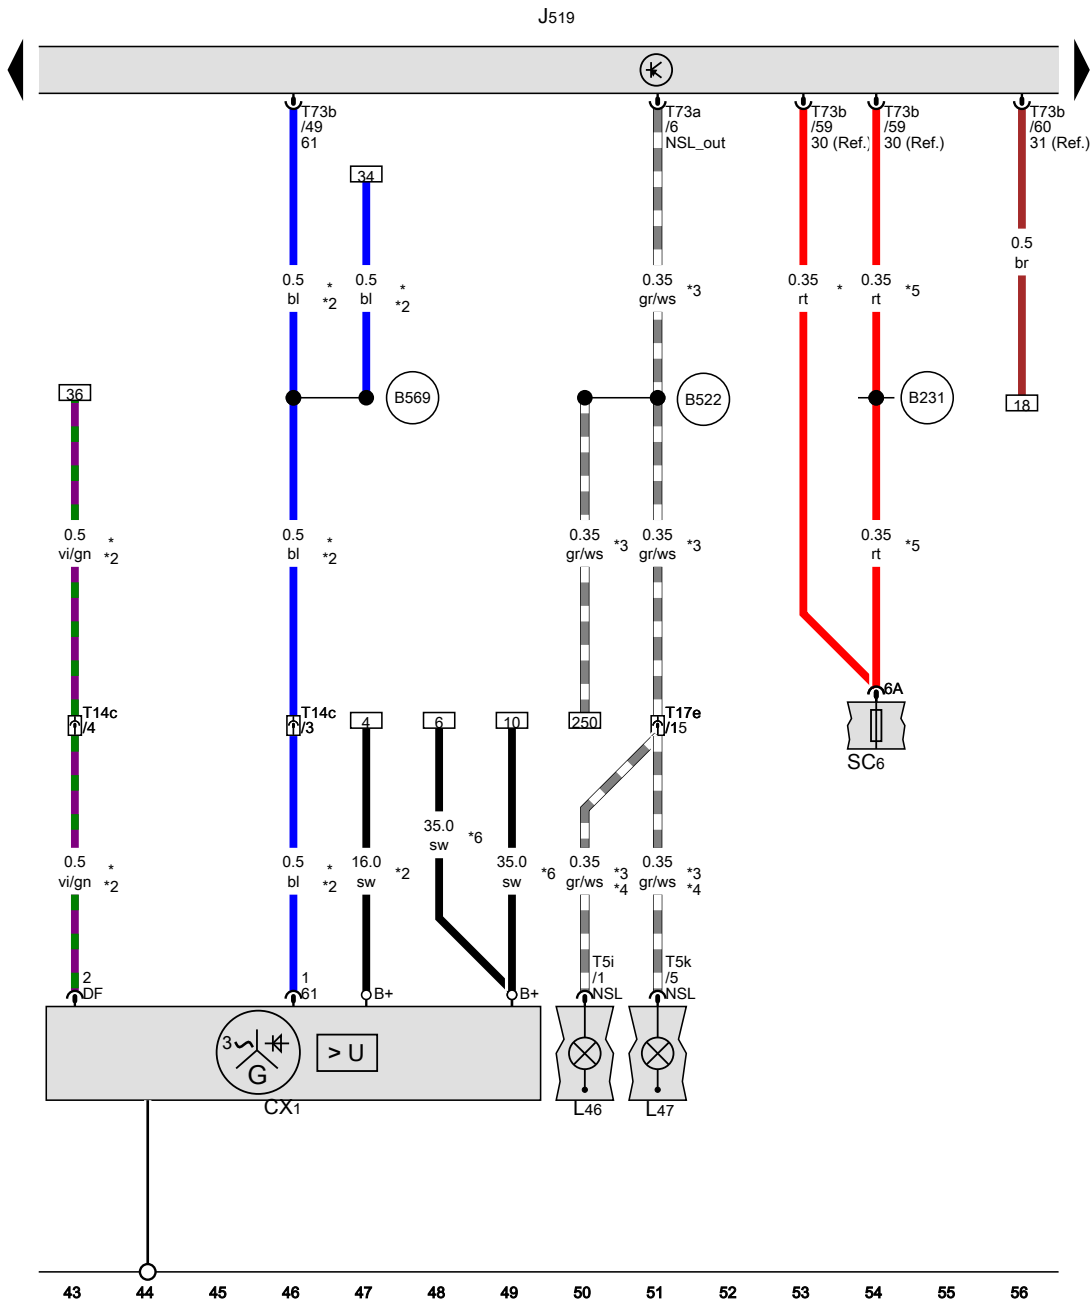 J519
T73b
/49
61
T73a
/6
NSL_out
T73b
/59
30 (Ref.)
T73b
/59
30 (Ref.)
T73b
/60
31 (Ref.)
34
0.5
br
0.5
bl
*
*2
0.5
bl
*
*2
0.35
gr/ws
*3
0.35
rt
*
0.35
rt
*5
36
B569
B522
B231
18
0.5
vi/gn
*
*2
0.5
bl
*
*2
0.35
gr/ws
*3
0.35
gr/ws
*3
0.35
rt
*5
6A
T14c
/4
T14c
/3
4
6
10
250
T17e
/15
SC6
35.0
sw
*6
0.5
vi/gn
*
*2
0.5
bl
*
*2
16.0
sw
*2
35.0
sw
*6
0.35
gr/ws
*3
*4
0.35
gr/ws
*3
*4
2
DF
1
61
B+
B+
T5i
/1
NSL
T5k
/5
NSL
3
G
> U
CX1
L46
L47
43 44 45 46 47 48 49 50 51 52 53 54 55 56